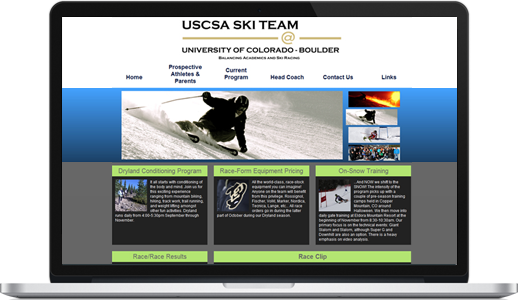 USCSA SKI TEAM
@
UNIVERSITY OF COLORADO - BOULDER
BALANCING ACADEMICS AND SKI RACING
Home
Prospective
Athletes &
Parents
Current
Program
Head Coach
Contact Us
Links
Dryland Conditioning Program
It all starts with conditioning of
the body and mind. Join us for
this exciting experience
ranging from mountain biking,
hiking, track work, trail running
and weight lifting amongst
other fun activities. Dryland
runs daily from 4:00-5:30pm September through
November.
Race-Form Equipment Pricing
All the world-class, race-stock
equipment you can imagine!
Anyone on the team will benefit
from this privilege. Rossignol,
Fischer, Volkl, Marker, Nordica,
Tecnica, Lange, etc.. All race
orders go in during the latter
part of October during our Dryland season.
On-Snow Training
...And NOW we shift to the
SNOW! The intensity of the
program picks up with a
couple of pre-season training
camps held in Copper
Mountain, CO around
Halloween. We then move into
daily gate training at Eldora Mountain Resort at the
beginning of November from 8:30-10:30am. Our
primary focus is on the technical events, Giant
Slalom and Slalom, although Super G and
Downhill are also an option. There is a heavy
emphasis on video analysis.
Race/Race Results
Race Clip